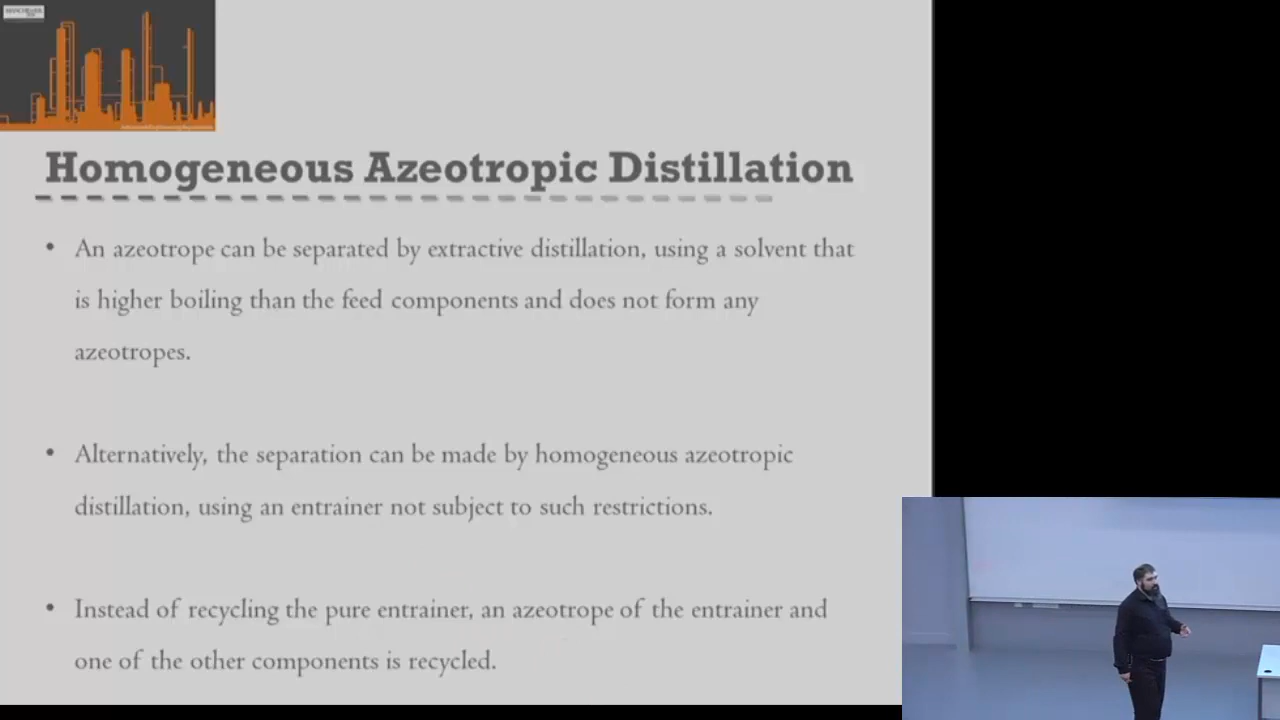 MANCHESTER
1824
Homogeneous Azeotropic Distillation
• An azeotrope can be separated by extractive distillation, using a solvent that
is higher boiling than the feed components and does not form any
azeotropes.
• Alternatively, the separation can be made by homogeneous azeotropic
distillation, using an entrainer not subject to such restrictions.
• Instead of recycling the pure entrainer, an azeotrope of the entrainer and
one of the other components is recycled.